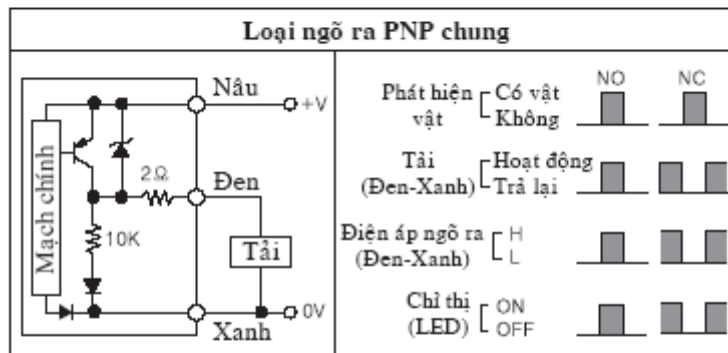 Loại ngõ ra PNP chung
Nâu
+V
Mạch chính
2Ω
Đen
10K
Tải
0V
Xanh
NO NC
Phát hiện vật
Có vật
Không
Tải (Đen-Xanh)
Hoạt động
Trả lại
Điện áp ngõ ra (Đen-Xanh)
H
L
Chỉ thị (LED)
ON
OFF